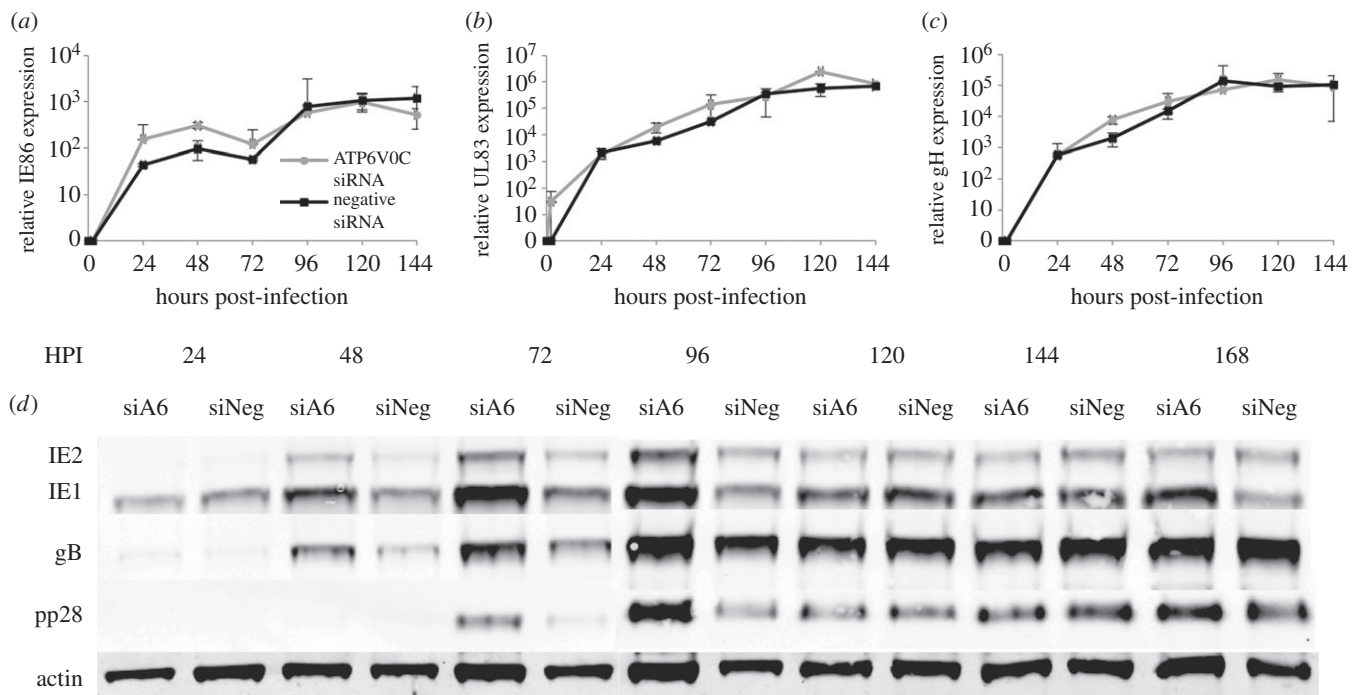 (a)
10⁴
10³
10²
10
0
relative IE86 expression
0 24 48 72 96 120 144
hours post-infection
ATP6V0C
siRNA
negative
siRNA
(b)
10⁷
10⁶
10⁵
10⁴
10³
10²
10
0
relative UL83 expression
0 24 48 72 96 120 144
hours post-infection
(c)
10⁶
10⁵
10⁴
10³
10²
10
0
relative gH expression
0 24 48 72 96 120 144
hours post-infection
HPI 24 48 72 96 120 144 168
(d) siA6 siNeg siA6 siNeg siA6 siNeg siA6 siNeg siA6 siNeg siA6 siNeg siA6 siNeg
IE2
IE1
gB
pp28
actin